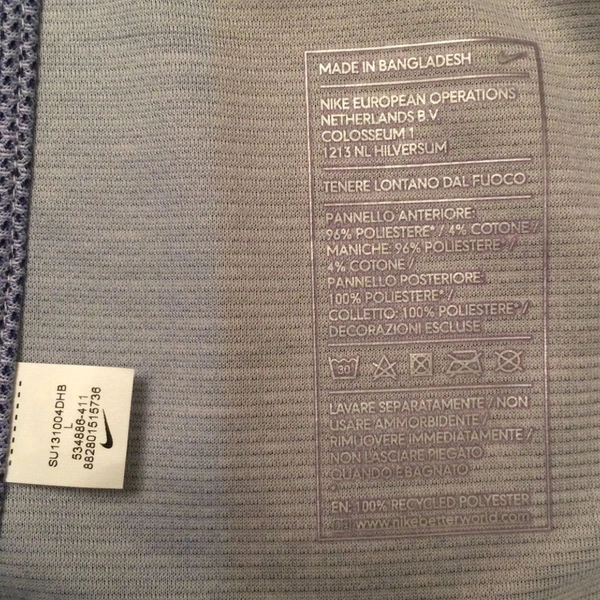 MADE IN BANGLADESH
NIKE EUROPEAN OPERATIONS
NETHERLANDS B.V
COLOSSEUM 1
1213 NL HILVERSUM
TENERE LONTANO DAL FUOCO
PANNELLO ANTERIORE:
96% POLIESTERE* / 4% COTONE /
MANICHE: 96% POLIESTERE* /
4% COTONE /
PANNELLO POSTERIORE:
100% POLIESTERE* /
COLLETTO: 100% POLIESTERE* /
DECORAZIONI ESCLUSE
30°
LAVARE SEPARATAMENTE / NON
USARE AMMORBIDENTE /
RIMUOVERE IMMEDIATAMENTE /
NON LASCIARE LEGATO
QUANDO È BAGNATO
EN: 100% RECYCLED POLYESTER
www.nikebetterworld.com
SU131004DHB
L
534886-411
882801515736